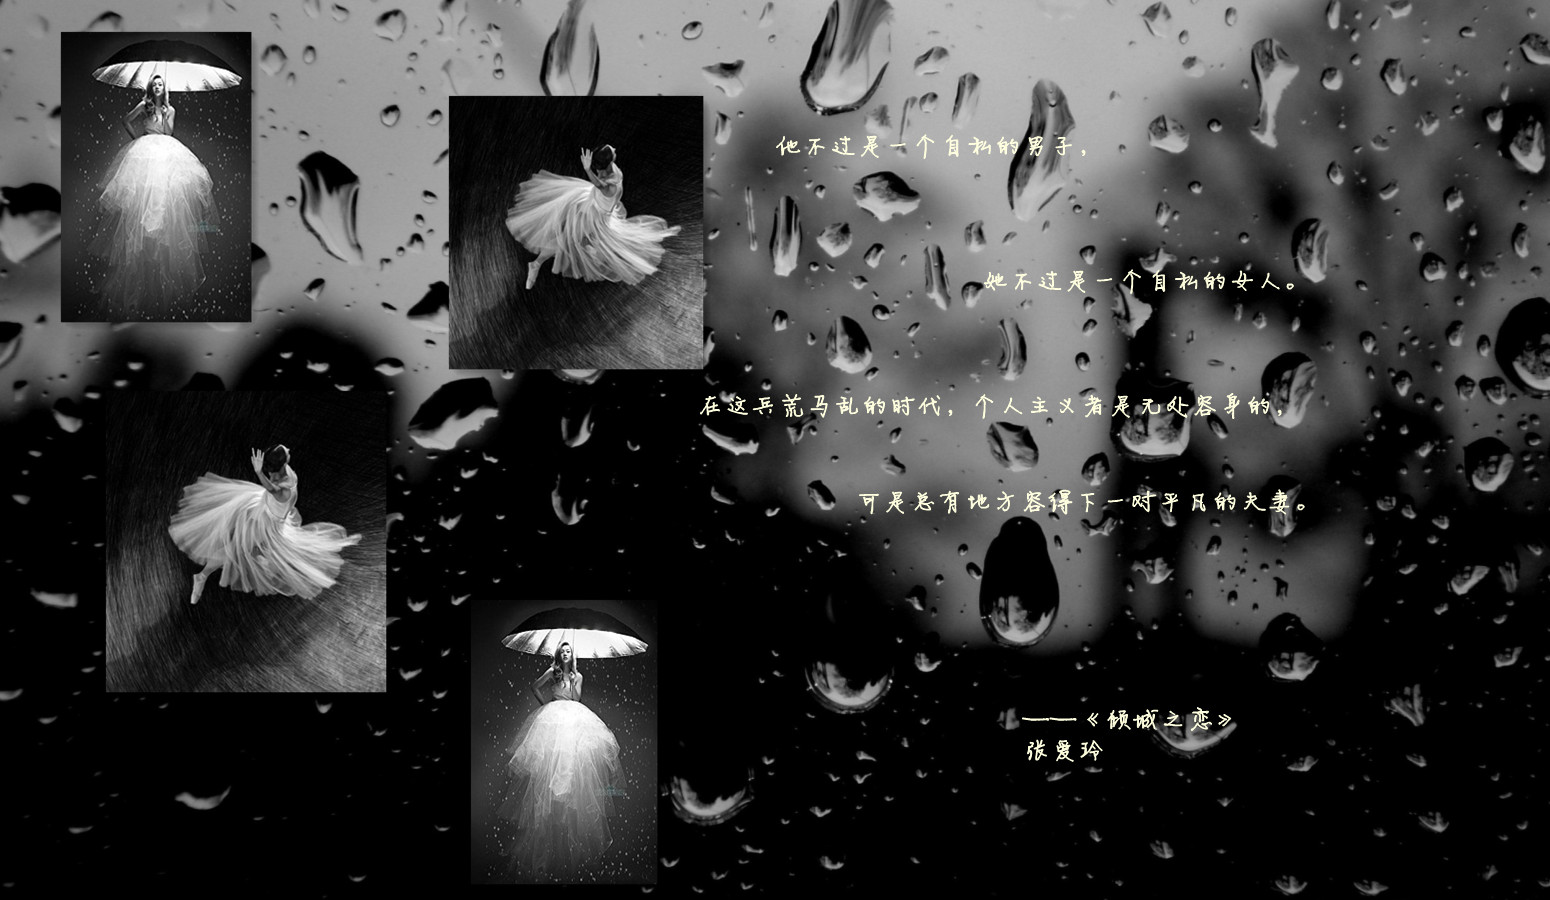 他不过是一个自私的男子，
她不过是一个自私的女人。
在这兵荒马乱的时代，个人主义者是无处容身的，
可是总有地方容得下一对平凡的夫妻。
——《倾城之恋》
张爱玲